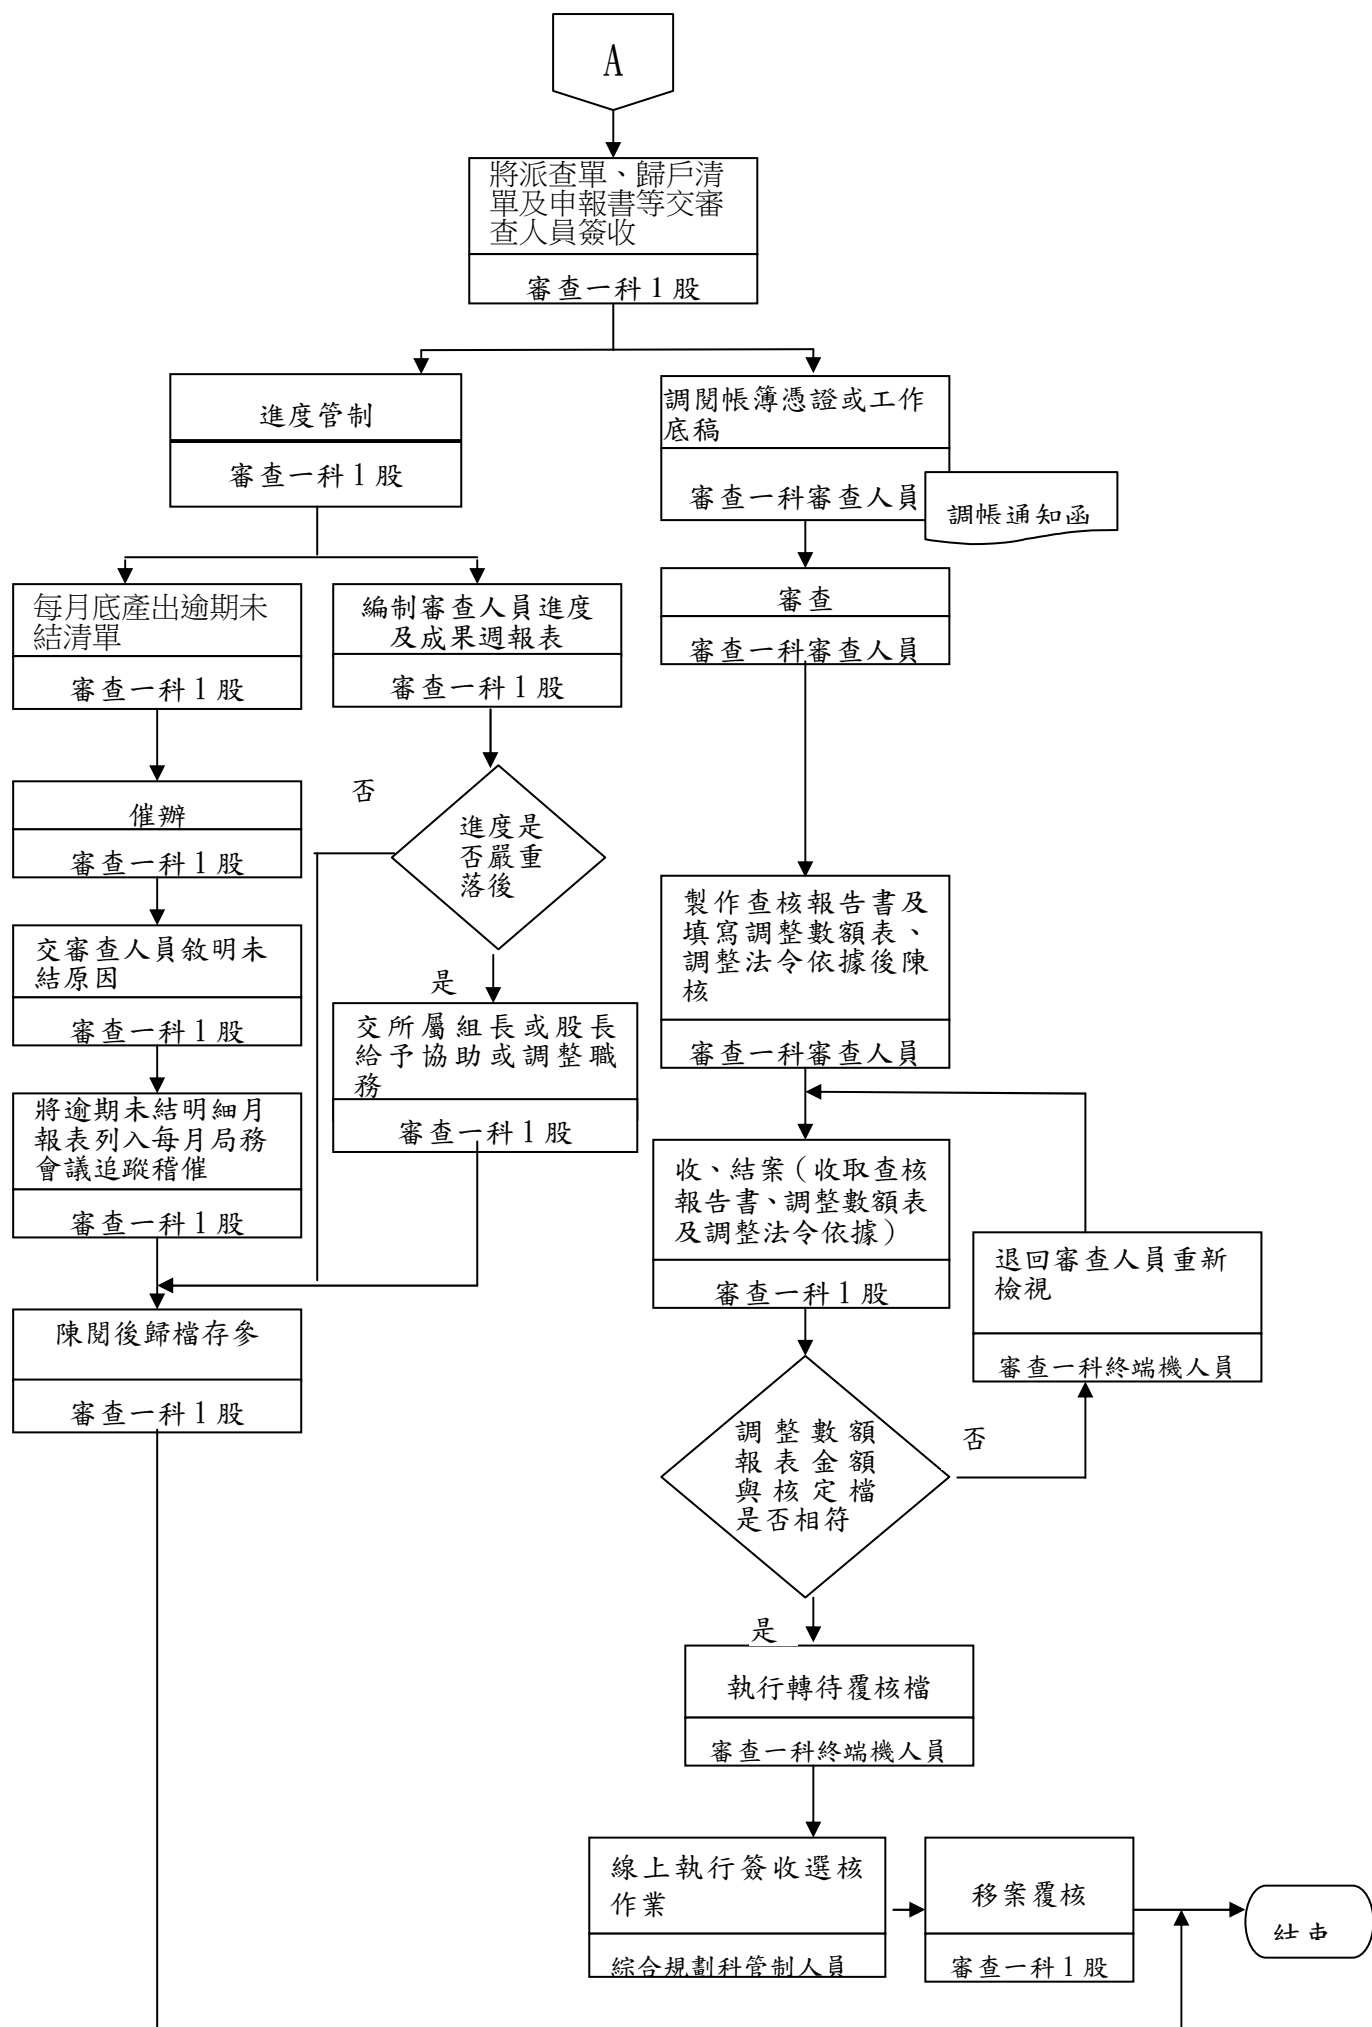 A
將派查單、歸戶清
單及申報書等交審
查人員簽收
審查一科1股
進度管制
審查一科1股
調閱帳簿憑證或工作
底稿
審查一科審查人員
調帳通知函
每月底產出逾期未
結清單
審查一科1股
編制審查人員進度
及成果週報表
審查一科1股
審查
審查一科審查人員
催辦
審查一科1股
否
進度是
否嚴重
落後
是
製作查核報告書及
填寫調整數額表、
調整法令依據後陳
核
審查一科審查人員
交審查人員敘明未
結原因
審查一科1股
交所屬組長或股長
給予協助或調整職
務
審查一科1股
將逾期未結明細月
報表列入每月局務
會議追蹤稽催
審查一科1股
收、結案（收取查核
報告書、調整數額表
及調整法令依據）
審查一科1股
退回審查人員重新
檢視
審查一科終端機人員
陳閱後歸檔存參
審查一科1股
調整數額
報表金額
與核定檔
是否相符
否
是
執行轉待覆核檔
審查一科終端機人員
線上執行簽收選核
作業
綜合規劃科管制人員
移案覆核
審查一科1股
結束